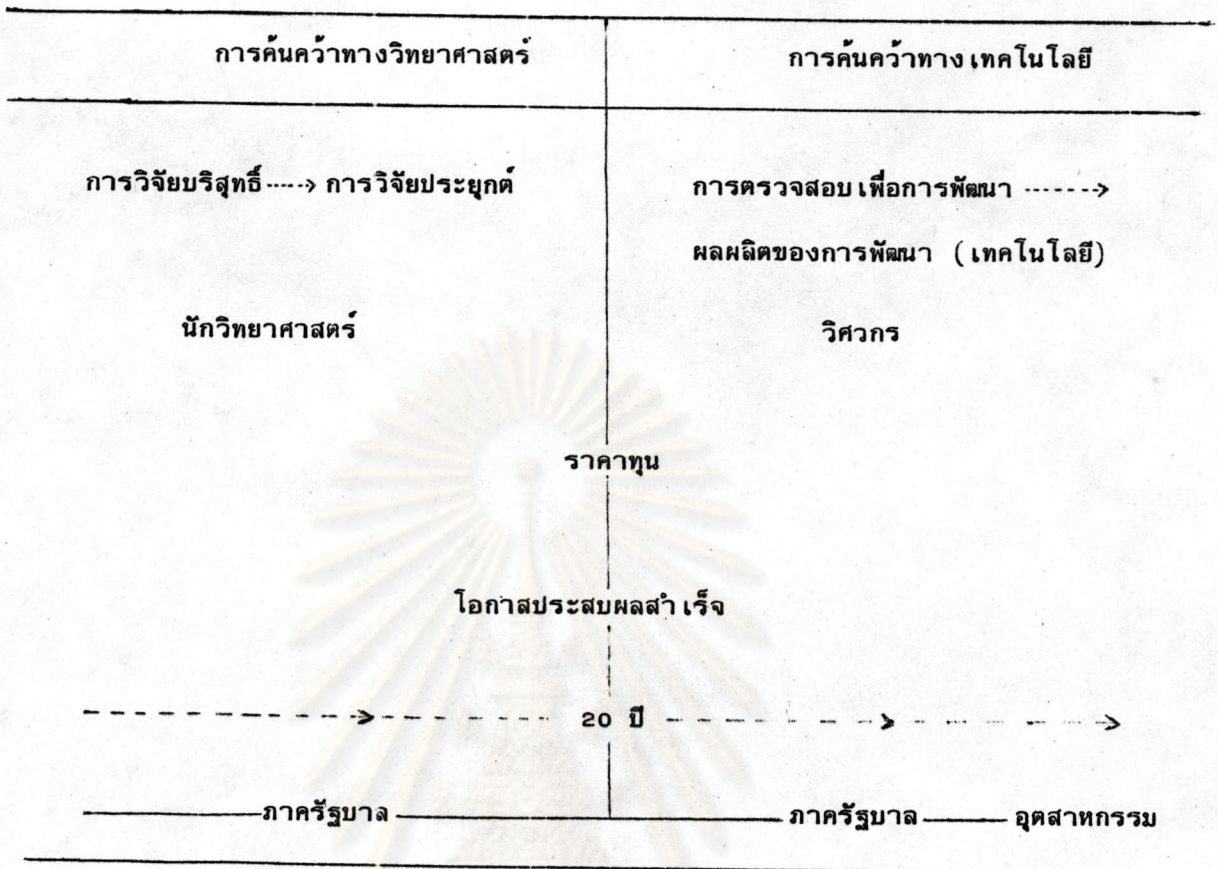 การค้นคว้าทางวิทยาศาสตร์ การค้นคว้าทางเทคโนโลยี
การวิจัยบริสุทธิ์ -----> การวิจัยประยุกต์ การตรวจสอบเพื่อการพัฒนา ------->
ผลผลิตของการพัฒนา (เทคโนโลยี)
นักวิทยาศาสตร์ วิศวกร
ราคาทุน
โอกาสประสบผลสำเร็จ
20 ปี
ภาครัฐบาล ภาครัฐบาล อุตสาหกรรม